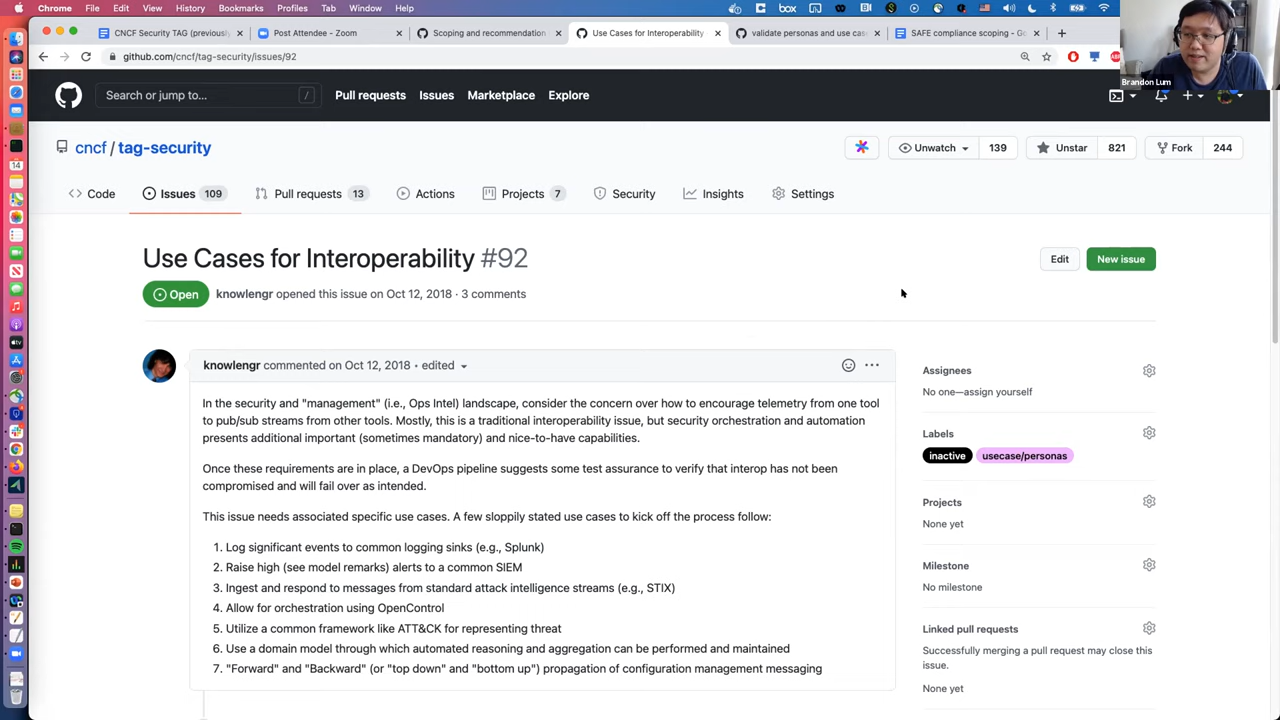 Chrome File Edit View History Bookmarks Profiles Tab Window Help
CNCF Security TAG (previously
Post Attendee - Zoom
Scoping and recommendation
Use Cases for Interoperability
validate personas and use cas
SAFE compliance scoping - Go
github.com/cncf/tag-security/issues/92
Brandon Lum
Search or jump to...
/
Pull requests Issues Marketplace Explore
cncf / tag-security
Unwatch 139
Unstar 821
Fork 244
Code
Issues 109
Pull requests 13
Actions
Projects 7
Security
Insights
Settings
Use Cases for Interoperability #92
Edit
New issue
Open
knowlengr opened this issue on Oct 12, 2018 · 3 comments
knowlengr commented on Oct 12, 2018 • edited
In the security and "management" (i.e., Ops Intel) landscape, consider the concern over how to encourage telemetry from one tool
to pub/sub streams from other tools. Mostly, this is a traditional interoperability issue, but security orchestration and automation
presents additional important (sometimes mandatory) and nice-to-have capabilities.
Once these requirements are in place, a DevOps pipeline suggests some test assurance to verify that interop has not been
compromised and will fail over as intended.
This issue needs associated specific use cases. A few sloppily stated use cases to kick off the process follow:
1. Log significant events to common logging sinks (e.g., Splunk)
2. Raise high (see model remarks) alerts to a common SIEM
3. Ingest and respond to messages from standard attack intelligence streams (e.g., STIX)
4. Allow for orchestration using OpenControl
5. Utilize a common framework like ATT&CK for representing threat
6. Use a domain model through which automated reasoning and aggregation can be performed and maintained
7. "Forward" and "Backward" (or "top down" and "bottom up") propagation of configuration management messaging
Assignees
No one—assign yourself
Labels
inactive usecase/personas
Projects
None yet
Milestone
No milestone
Linked pull requests
Successfully merging a pull request may close this
issue.
None yet